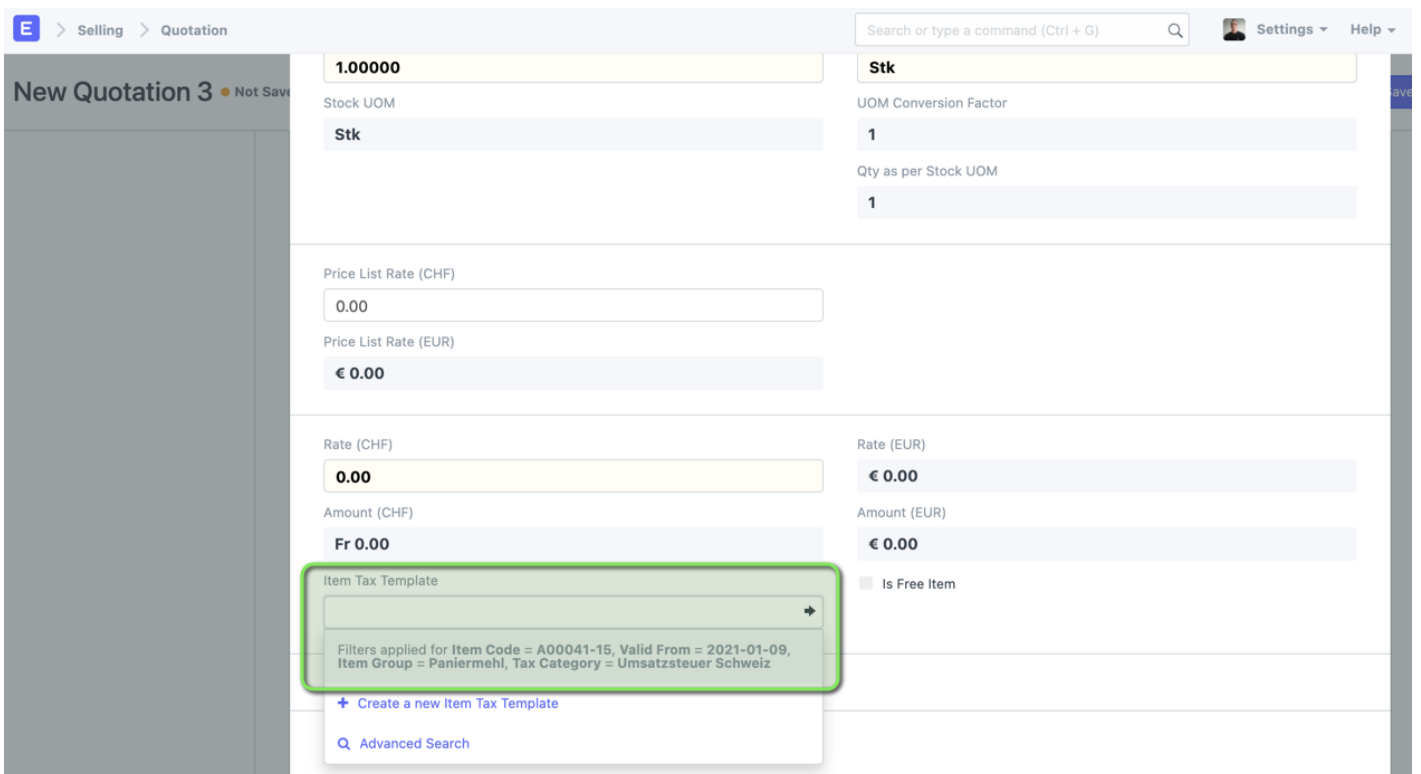 E
Selling
Quotation
Search or type a command (Ctrl + G)
Settings
Help
New Quotation 3
Not Save
ave
1.00000
Stk
Stock UOM
UOM Conversion Factor
Stk
1
Qty as per Stock UOM
1
Price List Rate (CHF)
0.00
Price List Rate (EUR)
€ 0.00
Rate (CHF)
Rate (EUR)
0.00
€ 0.00
Amount (CHF)
Amount (EUR)
Fr 0.00
€ 0.00
Item Tax Template
Is Free Item
Filters applied for Item Code = A00041-15, Valid From = 2021-01-09,
Item Group = Paniermehl, Tax Category = Umsatzsteuer Schweiz
+ Create a new Item Tax Template
Advanced Search